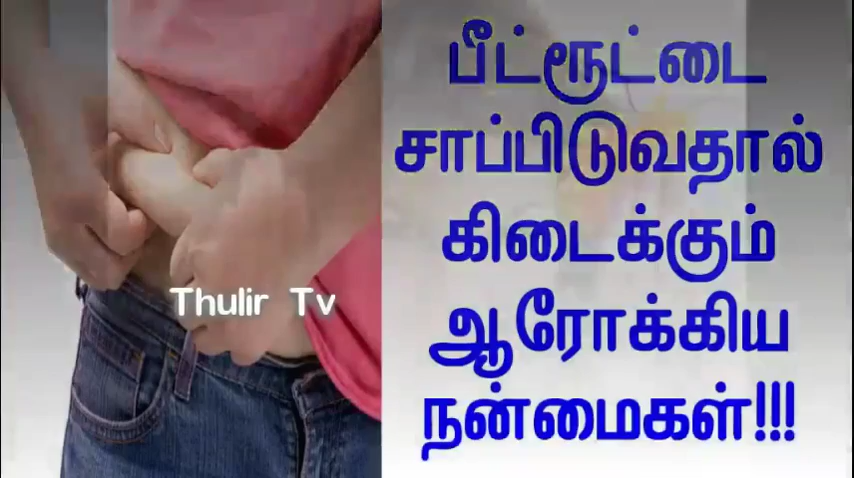 பீட்ரூட்டை
சாப்பிடுவதால்
கிடைக்கும்
ஆரோக்கிய
நன்மைகள்!!!
Thulir Tv